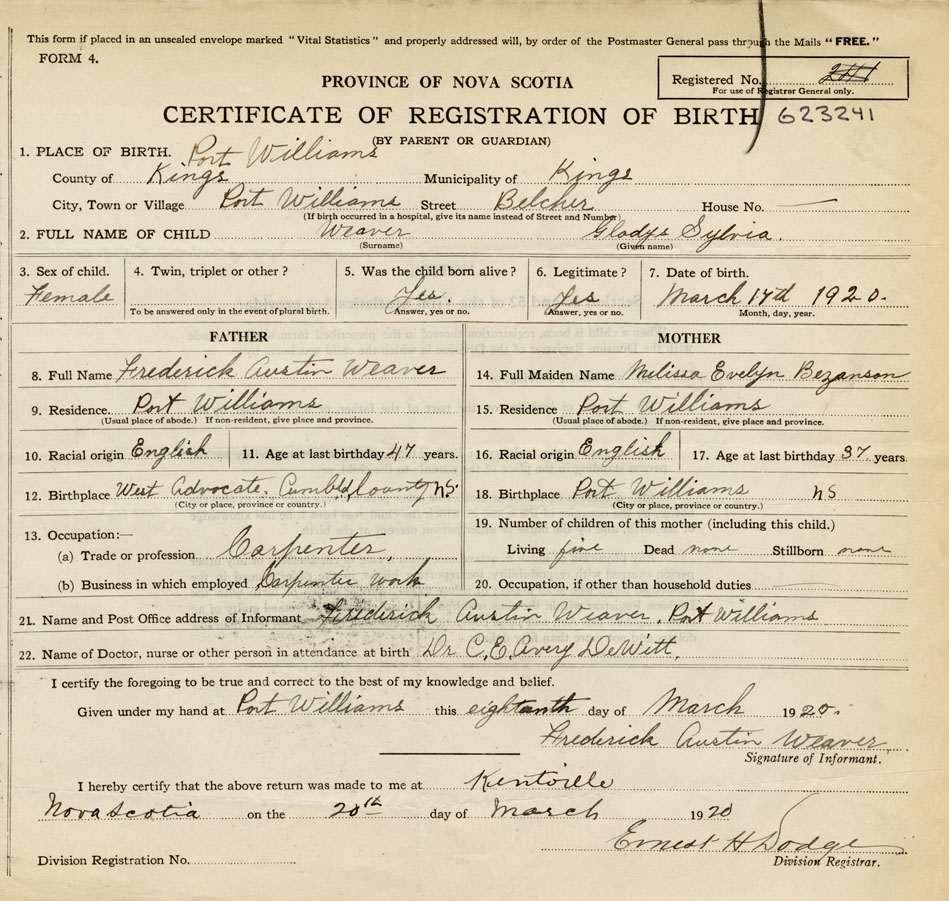 This form if placed in an unsealed envelope marked "Vital Statistics" and properly addressed will, by order of the Postmaster General pass through the Mails "FREE."
FORM 4.
PROVINCE OF NOVA SCOTIA
Registered No.
For use of Registrar General only.
CERTIFICATE OF REGISTRATION OF BIRTH 623241
(BY PARENT OR GUARDIAN)
1. PLACE OF BIRTH. Port Williams
County of Kings Municipality of Kings
City, Town or Village Port Williams Street Belcher House No.
(If birth occurred in a hospital, give its name instead of Street and Number)
2. FULL NAME OF CHILD Weaver Gladys Sylvia.
(Surname) (Given name)
3. Sex of child. 4. Twin, triplet or other? 5. Was the child born alive? 6. Legitimate? 7. Date of birth.
Female Yes. Yes March 17th 1920.
To be answered only in the event of plural birth. Answer, yes or no. Answer, yes or no. Month, day, year.
FATHER MOTHER
8. Full Name Frederick Austin Weaver 14. Full Maiden Name Melissa Evelyn Bezanson
9. Residence. Port Williams 15. Residence Port Williams
(Usual place of abode.) If non-resident, give place and province. (Usual place of abode.) If non-resident, give place and province.
10. Racial origin English 11. Age at last birthday 47 years. 16. Racial origin English 17. Age at last birthday 37 years.
12. Birthplace West Advocate, Cumbld County NS. 18. Birthplace Port Williams NS
(City or place, province or country.) (City or place, province or country.)
13. Occupation:— 19. Number of children of this mother (including this child.)
(a) Trade or profession Carpenter, Living five Dead none Stillborn none
(b) Business in which employed Carpenter work 20. Occupation, if other than household duties
21. Name and Post Office address of Informant Frederick Austin Weaver, Port Williams
22. Name of Doctor, nurse or other person in attendance at birth Dr C. E. Avery DeWitt,
I certify the foregoing to be true and correct to the best of my knowledge and belief.
Given under my hand at Port Williams this eightanth day of March 1920.
Frederick Austin Weaver
Signature of Informant.
I hereby certify that the above return was made to me at Kentville
Nova Scotia on the 20th day of March 1920
Ernest H Dodge
Division Registration No. Division Registrar.